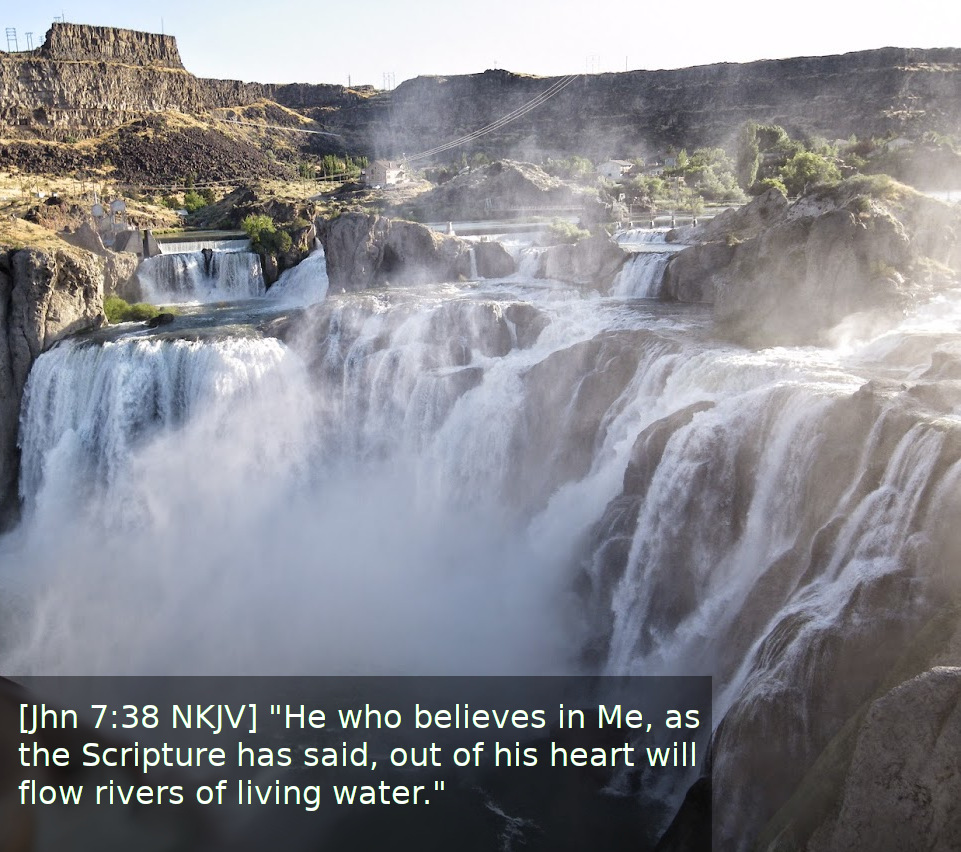 [Jhn 7:38 NKJV] "He who believes in Me, as
the Scripture has said, out of his heart will
flow rivers of living water."